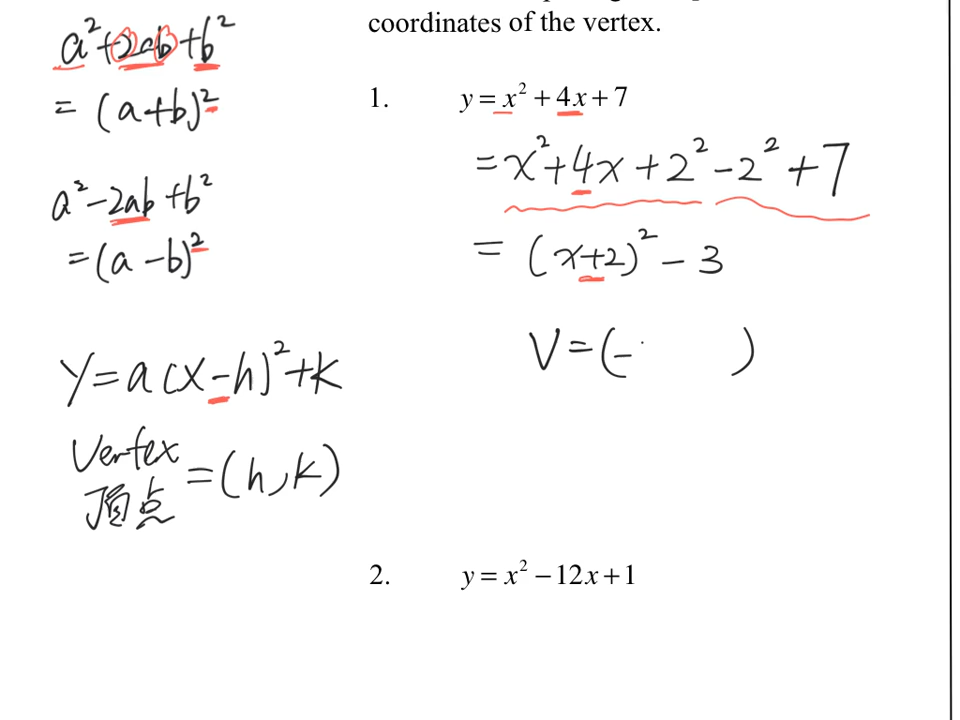 a²+2ab+b²
=(a+b)²
a²-2ab+b²
=(a-b)²
Y=a(x-h)²+k
Vertex
顶点
=(h,k)
coordinates of the vertex.
1. y = x² + 4x + 7
=x²+4x+2²-2²+7
=(x+2)²-3
V=(- )
2. y = x² − 12x + 1